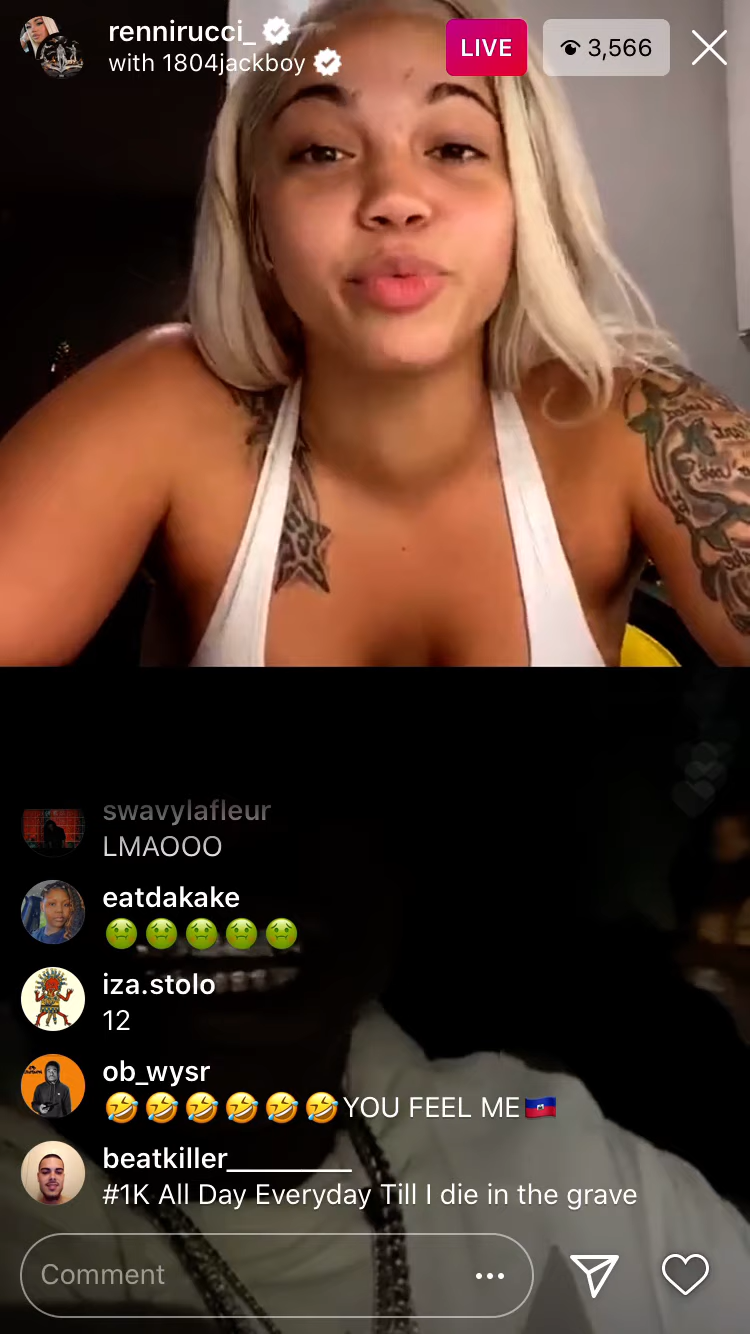 rennirucci_
LIVE
3,566
with 1804jackboy
swavylafleur
LMAOOO
eatdakake
🤢🤢🤢🤢🤢
iza.stolo
12
ob_wysr
🤣🤣🤣🤣🤣🤣YOU FEEL ME🇭🇹
beatkiller_________
#1K All Day Everyday Till I die in the grave
Comment